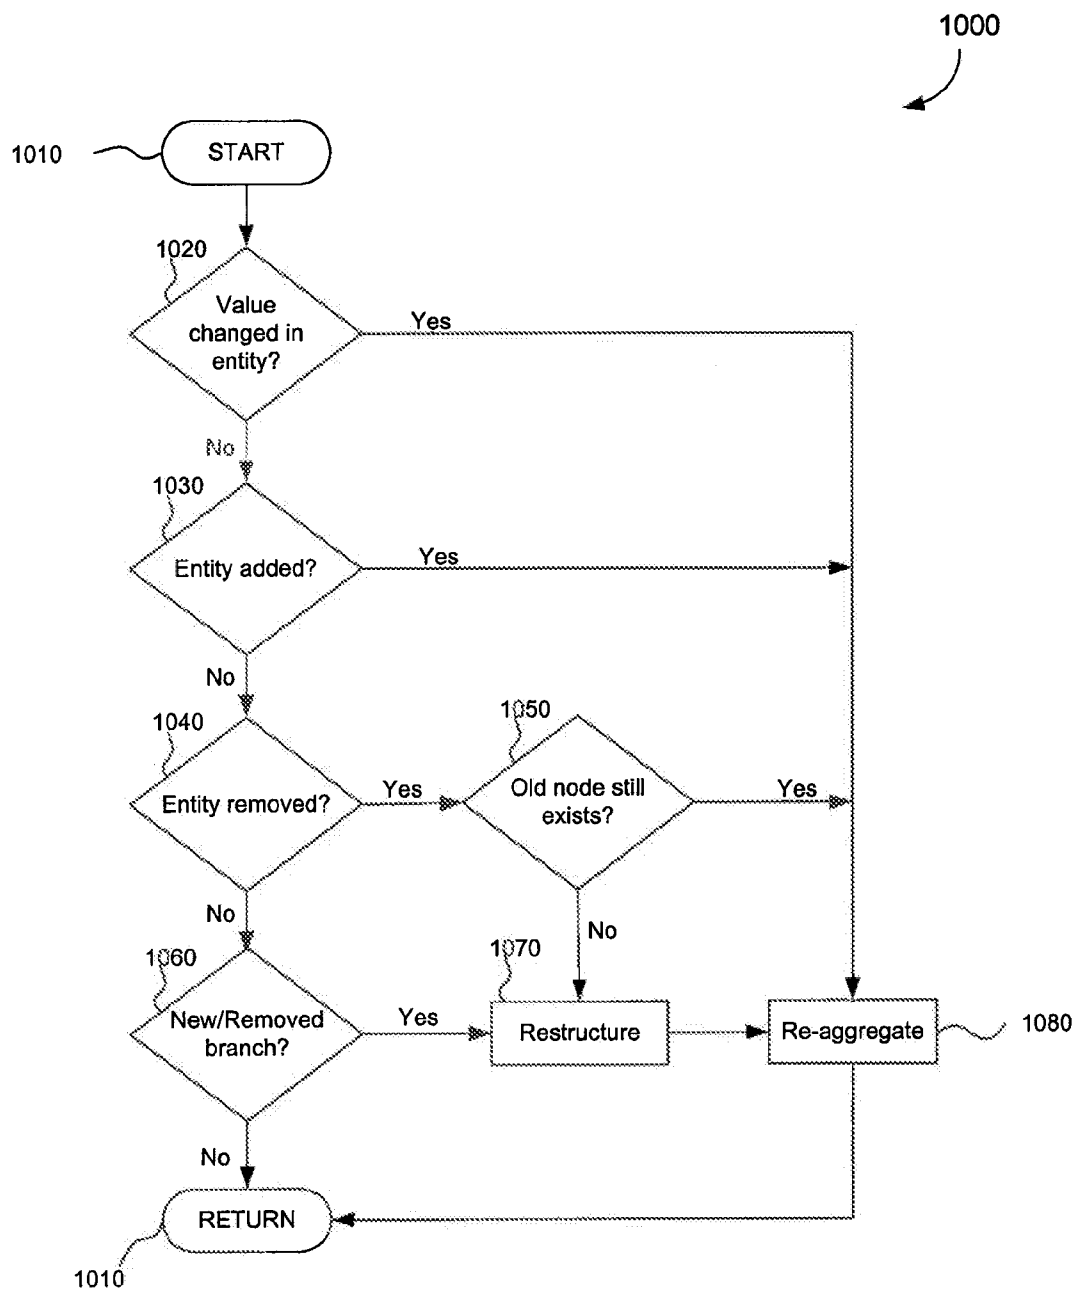 1000
1010
START
1020
Value
changed in
entity?
Yes
No
1030
Entity added?
Yes
No
1040
Entity removed?
Yes
1050
Old node still
exists?
Yes
No
No
1060
New/Removed
branch?
Yes
1070
Restructure
Re-aggregate
1080
No
RETURN
1010